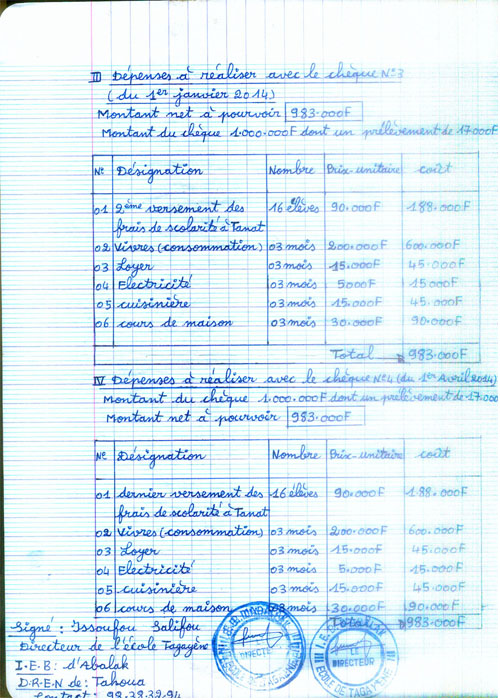 III Dépenses à réaliser avec le chèque N°3
(du 1er janvier 2014)
Montant net à pourvoir 983.000F
Montant du chèque 1.000.000F dont un prélèvement de 17.000F
N° Désignation Nombre Prix-unitaire coût
01 2ème versement des 16 élèves 90.000F 188.000F
frais de scolarité à Tanat
02 Vivres (consommation) 03 mois 200.000F 600.000F
03 Loyer 03 mois 15.000F 45.000F
04 Electricité 03 mois 5000F 15 000F
05 cuisinière 03 mois 15.000F 45.000F
06 cours de maison 03 mois 30.000F 90.000F
Total 983.000F
IV Dépenses à réaliser avec le chèque N°4 (du 1er Avril 2014)
Montant du chèque 1.000.000F dont un prélèvement de 17.000
Montant net à pourvoir 983.000F
N° Désignation Nombre Prix-unitaire coût
01 dernier versement des 16 élèves 90.000F 188.000F
frais de scolarité à Tanat
02 Vivres (consommation) 03 mois 200.000F 600.000F
03 Loyer 03 mois 15.000F 45.000F
04 Electricité 03 mois 5.000F 15.000F
05 cuisinière 03 mois 15.000F 45.000F
06 cours de maison 03 mois 30.000F 90.000F
Total 983.000F
Signé : Issoufou Salifou
Directeur de l'école Tagayène
I.E.B : d'Abalak
D.R.EN de : Tahoua
Contact : 98.38.32.94
LE DIRECTEUR